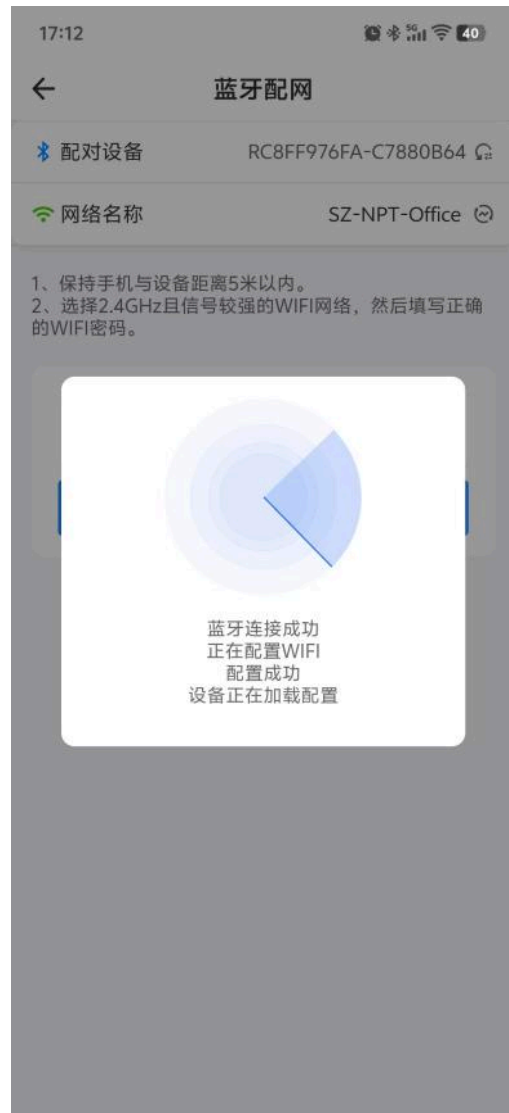 17:12
5G
40
蓝牙配网
配对设备
RC8FF976FA-C7880B64
网络名称
SZ-NPT-Office
1、保持手机与设备距离5米以内。
2、选择2.4GHz且信号较强的WIFI网络，然后填写正确
的WIFI密码。
蓝牙连接成功
正在配置WIFI
配置成功
设备正在加载配置